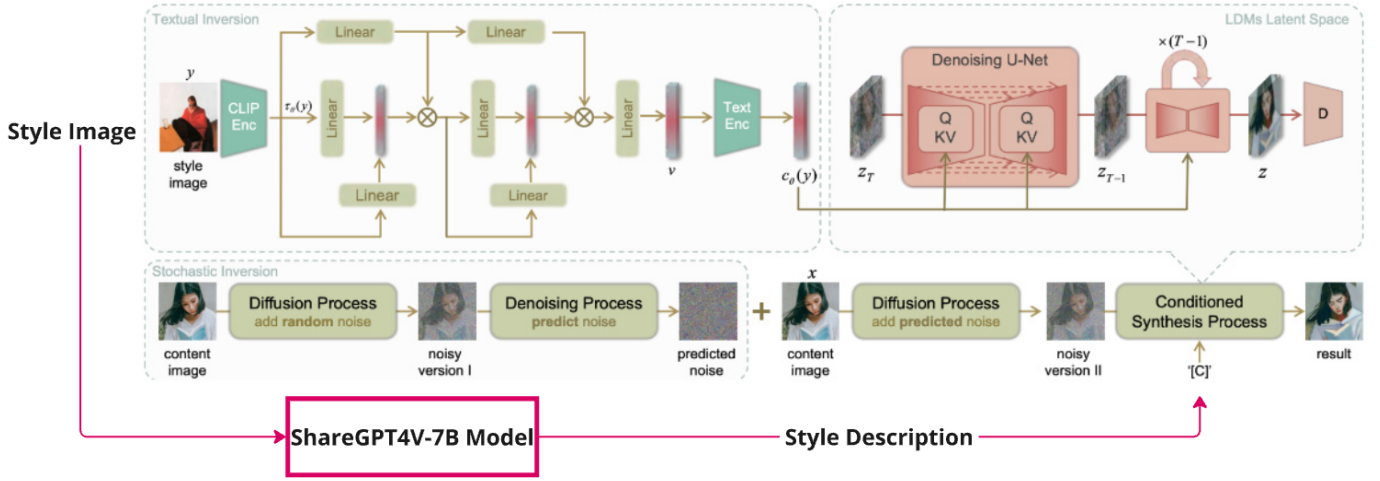 Textual Inversion
LDMs Latent Space
Linear
Linear
×(T−1)
y
Denoising U-Net
CLIP
Enc
τθ(y)
Linear
Linear
Linear
Text
Enc
Q
KV
Q
KV
D
Style Image
style
image
Linear
Linear
v
cθ(y)
zT
zT−1
z
Stochastic Inversion
x
Diffusion Process
add random noise
Denoising Process
predict noise
+
Diffusion Process
add predicted noise
Conditioned
Synthesis Process
content
image
noisy
version I
predicted
noise
content
image
noisy
version II
'[C]'
result
ShareGPT4V-7B Model
Style Description